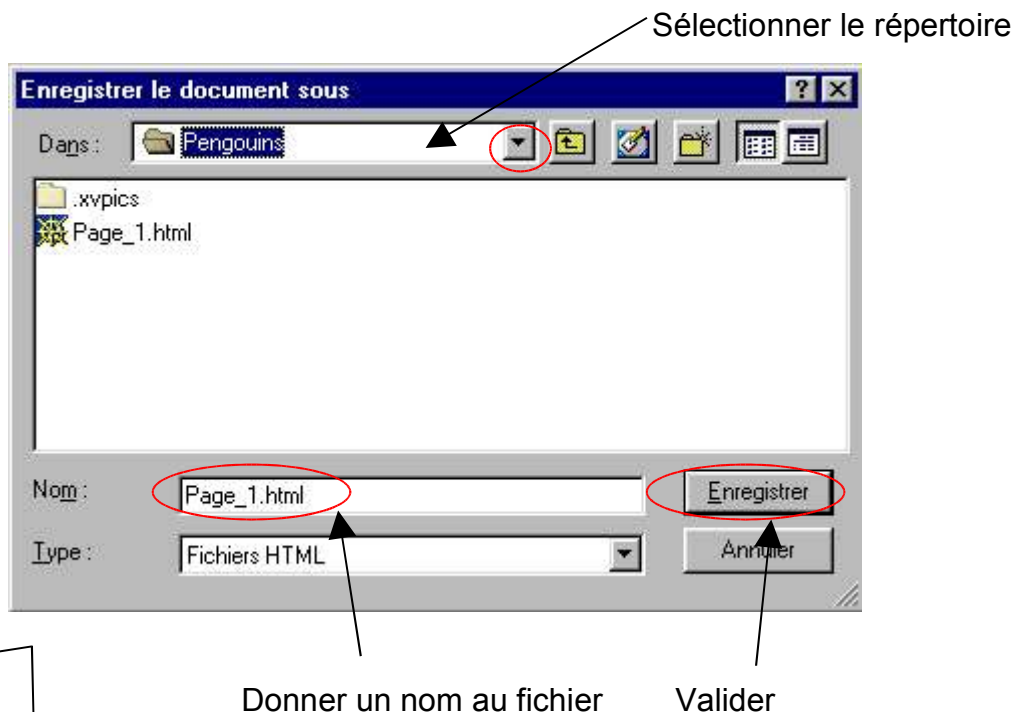 Sélectionner le répertoire
Enregistrer le document sous
Dans :
Pengouins
.xvpics
Page_1.html
Nom :
Page_1.html
Enregistrer
Type :
Fichiers HTML
Annuler
Donner un nom au fichier
Valider